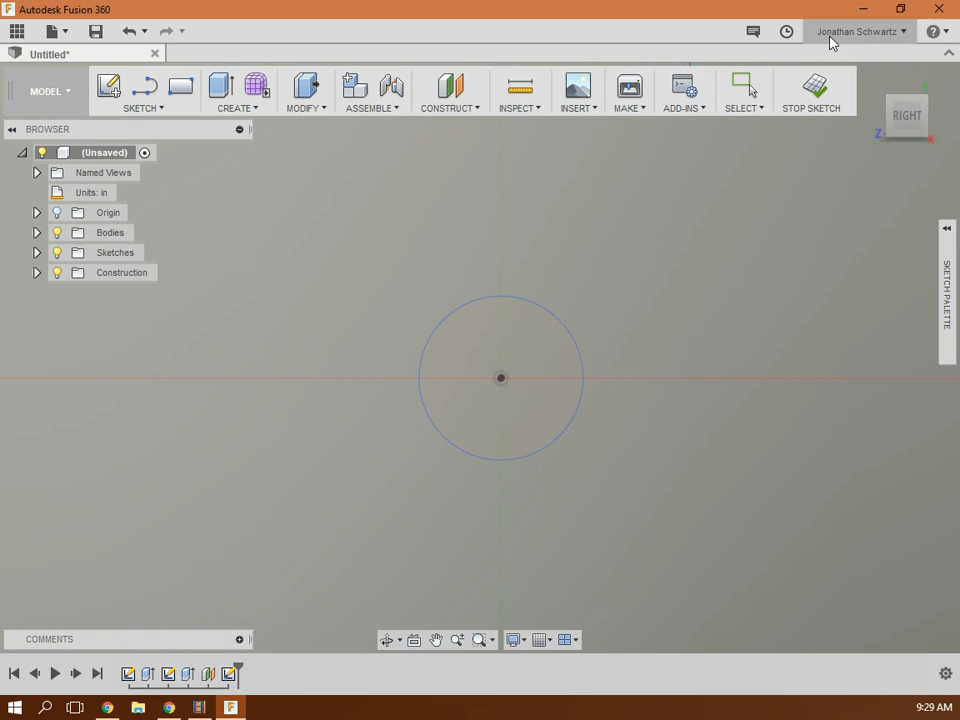 Autodesk Fusion 360
Jonathan Schwartz
Untitled*
MODEL
SKETCH
CREATE
MODIFY
ASSEMBLE
CONSTRUCT
INSPECT
INSERT
MAKE
ADD-INS
SELECT
STOP SKETCH
RIGHT
Z
X
BROWSER
(Unsaved)
Named Views
Units: in
Origin
Bodies
Sketches
Construction
SKETCH PALETTE
COMMENTS
9:29 AM